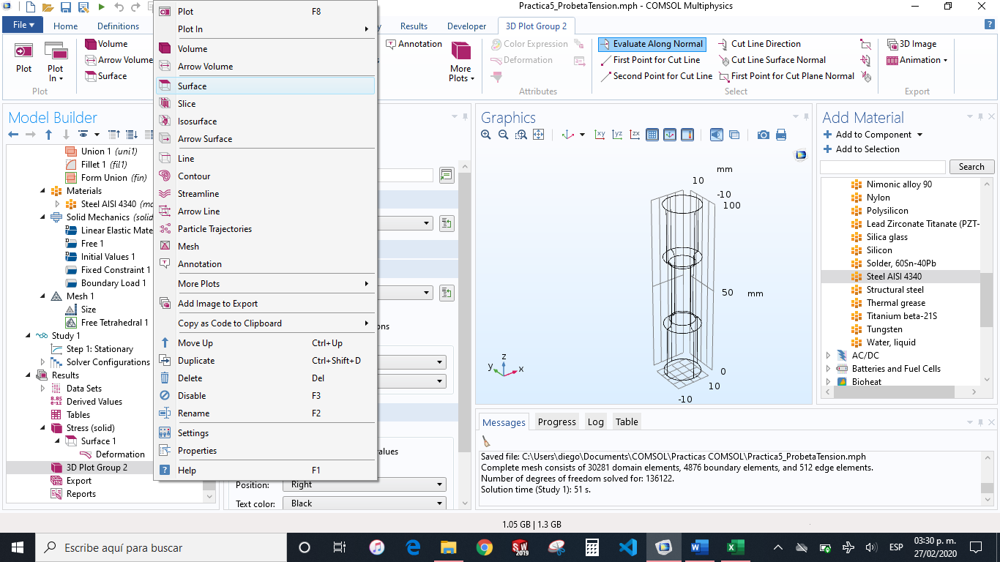 Practica5_ProbetaTension.mph - COMSOL Multiphysics
File
Home
Definitions
Results
Developer
3D Plot Group 2
Plot
Plot In
Volume
Arrow Volume
Surface
Plot
Annotation
More Plots
Color Expression
Deformation
Attributes
Evaluate Along Normal
First Point for Cut Line
Second Point for Cut Line
Cut Line Direction
Cut Line Surface Normal
First Point for Cut Plane Normal
Select
3D Image
Animation
Export
Plot F8
Plot In
Volume
Arrow Volume
Surface
Slice
Isosurface
Arrow Surface
Line
Contour
Streamline
Arrow Line
Particle Trajectories
Mesh
Annotation
More Plots
Add Image to Export
Copy as Code to Clipboard
Move Up Ctrl+Up
Duplicate Ctrl+Shift+D
Delete Del
Disable F3
Rename F2
Settings
Properties
Help F1
Model Builder
Union 1 (uni1)
Fillet 1 (fil1)
Form Union (fin)
Materials
Steel AISI 4340 (ma
Solid Mechanics (solid
Linear Elastic Mate
Free 1
Initial Values 1
Fixed Constraint 1
Boundary Load 1
Mesh 1
Size
Free Tetrahedral 1
Study 1
Step 1: Stationary
Solver Configurations
Results
Data Sets
8.85
e-12
Derived Values
Tables
Stress (solid)
Surface 1
Deformation
3D Plot Group 2
Export
Reports
ons
values
Position: Right
Text color: Black
Graphics
xy yz zx
mm
10
-10
100
50 mm
0
10
-10
z
y
x
Add Material
Add to Component
Add to Selection
Search
Nimonic alloy 90
Nylon
Polysilicon
Lead Zirconate Titanate (PZT-
Silica glass
Silicon
Solder, 60Sn-40Pb
Steel AISI 4340
Structural steel
Thermal grease
Titanium beta-21S
Tungsten
Water, liquid
AC/DC
Batteries and Fuel Cells
Bioheat
Messages
Progress
Log
Table
Saved file: C:\Users\diego\Documents\COMSOL\Practicas COMSOL\Practica5_ProbetaTension.mph
Complete mesh consists of 30281 domain elements, 4876 boundary elements, and 512 edge elements.
Number of degrees of freedom solved for: 136122.
Solution time (Study 1): 51 s.
1.05 GB | 1.3 GB
Escribe aquí para buscar
SW
2019
ESP
03:30 p. m.
27/02/2020